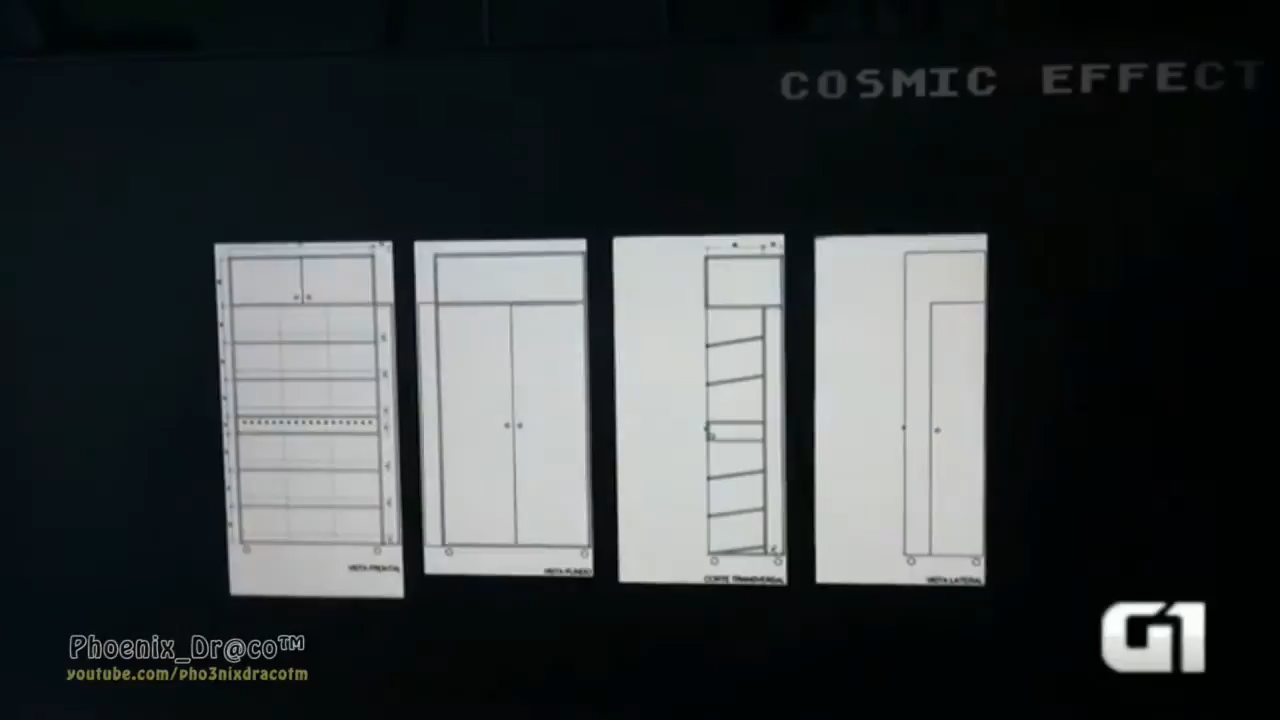 COSMIC EFFECT
VISTA FRONTAL
VISTA FUNDO
CORTE TRANSVERSAL
VISTA LATERAL
Phoenix_Dr@co™
youtube.com/pho3nixdracotm
G1